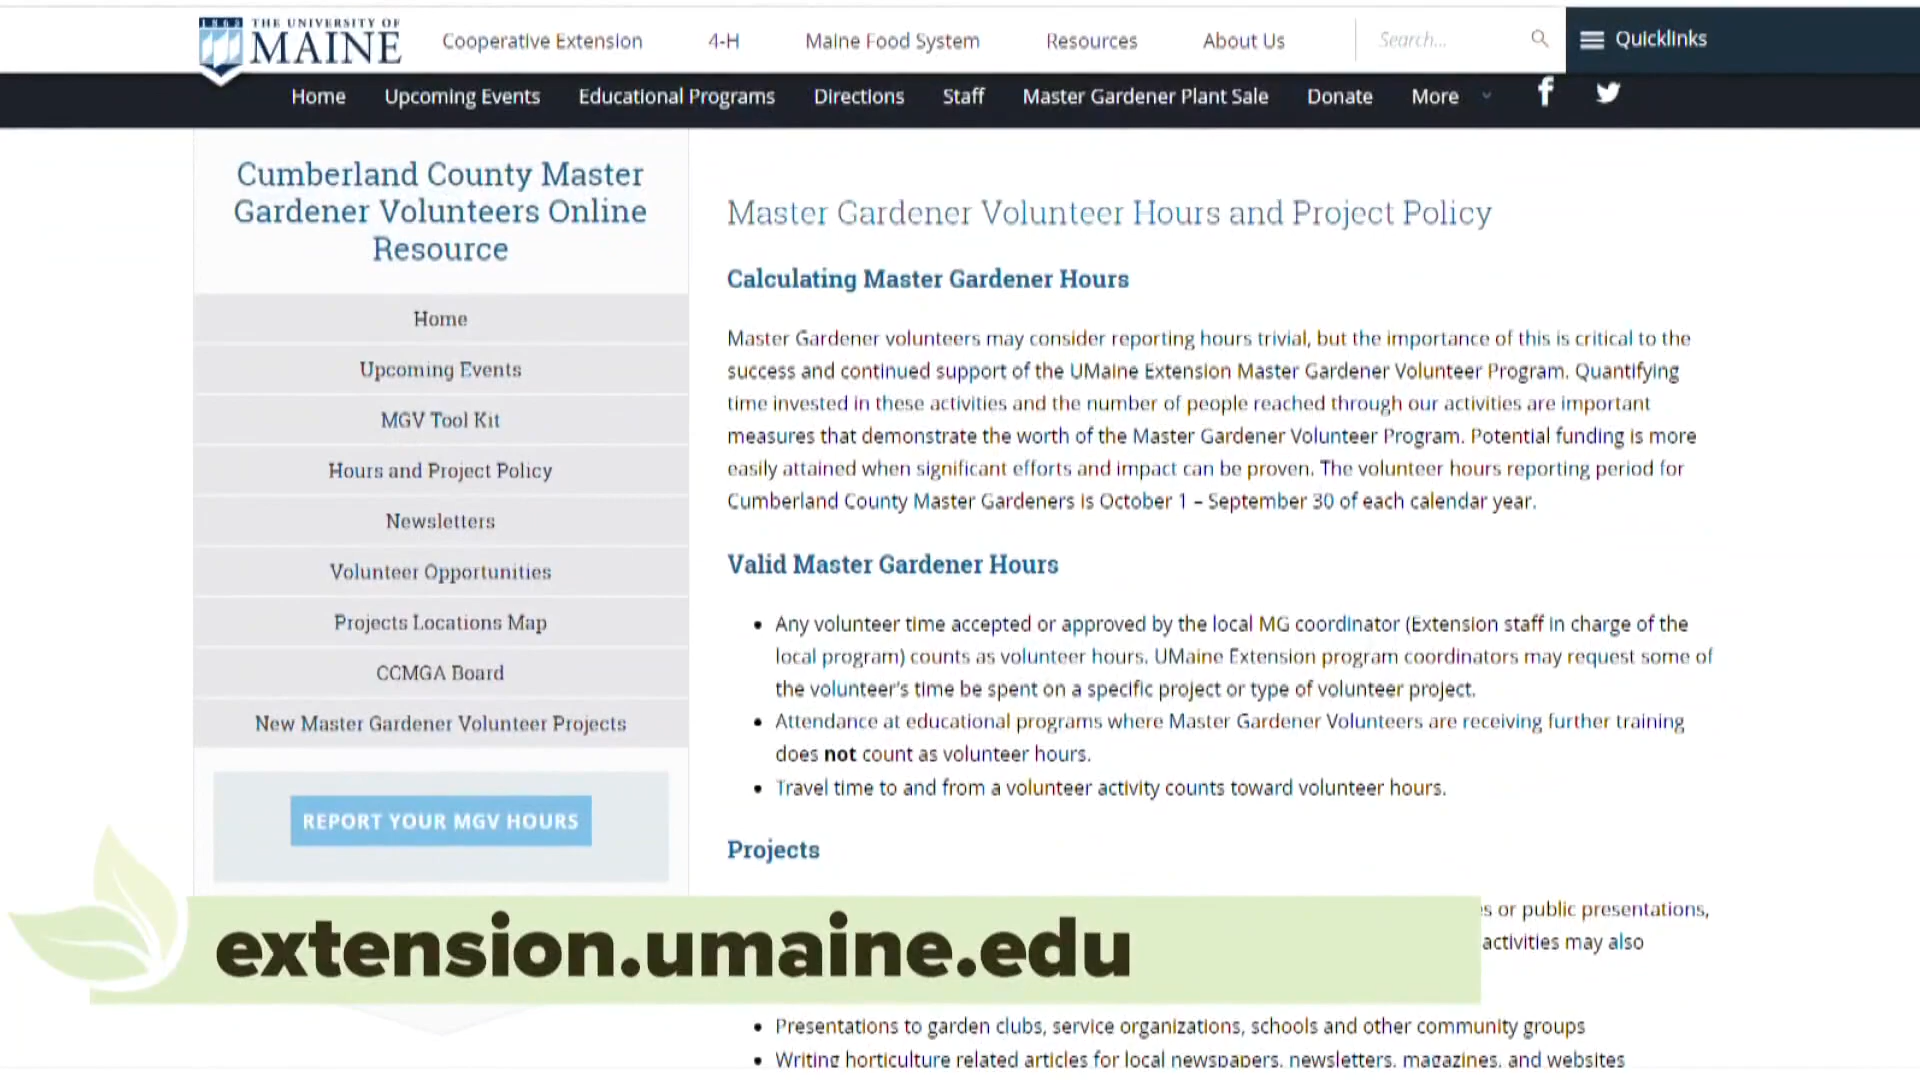 1865 THE UNIVERSITY OF
MAINE
Cooperative Extension 4-H Maine Food System Resources About Us Search... Quicklinks
Home Upcoming Events Educational Programs Directions Staff Master Gardener Plant Sale Donate More
Cumberland County Master
Gardener Volunteers Online
Resource
Home
Upcoming Events
MGV Tool Kit
Hours and Project Policy
Newsletters
Volunteer Opportunities
Projects Locations Map
CCMGA Board
New Master Gardener Volunteer Projects
REPORT YOUR MGV HOURS
Master Gardener Volunteer Hours and Project Policy
Calculating Master Gardener Hours
Master Gardener volunteers may consider reporting hours trivial, but the importance of this is critical to the
success and continued support of the UMaine Extension Master Gardener Volunteer Program. Quantifying
time invested in these activities and the number of people reached through our activities are important
measures that demonstrate the worth of the Master Gardener Volunteer Program. Potential funding is more
easily attained when significant efforts and impact can be proven. The volunteer hours reporting period for
Cumberland County Master Gardeners is October 1 – September 30 of each calendar year.
Valid Master Gardener Hours
• Any volunteer time accepted or approved by the local MG coordinator (Extension staff in charge of the
local program) counts as volunteer hours. UMaine Extension program coordinators may request some of
the volunteer's time be spent on a specific project or type of volunteer project.
• Attendance at educational programs where Master Gardener Volunteers are receiving further training
does not count as volunteer hours.
• Travel time to and from a volunteer activity counts toward volunteer hours.
Projects
or public presentations,
activities may also
extension.umaine.edu
• Presentations to garden clubs, service organizations, schools and other community groups
• Writing horticulture related articles for local newspapers, newsletters, magazines, and websites